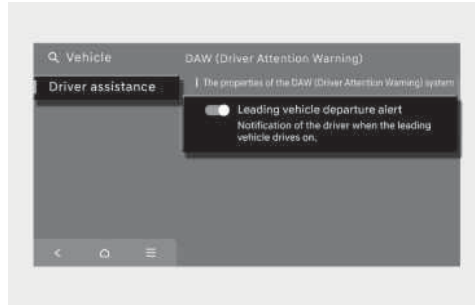 Vehicle
DAW (Driver Attention Warning)
Driver assistance
The properties of the DAW (Driver Attention Warning) system
Leading vehicle departure alert
Notification of the driver when the leading
vehicle drives on.